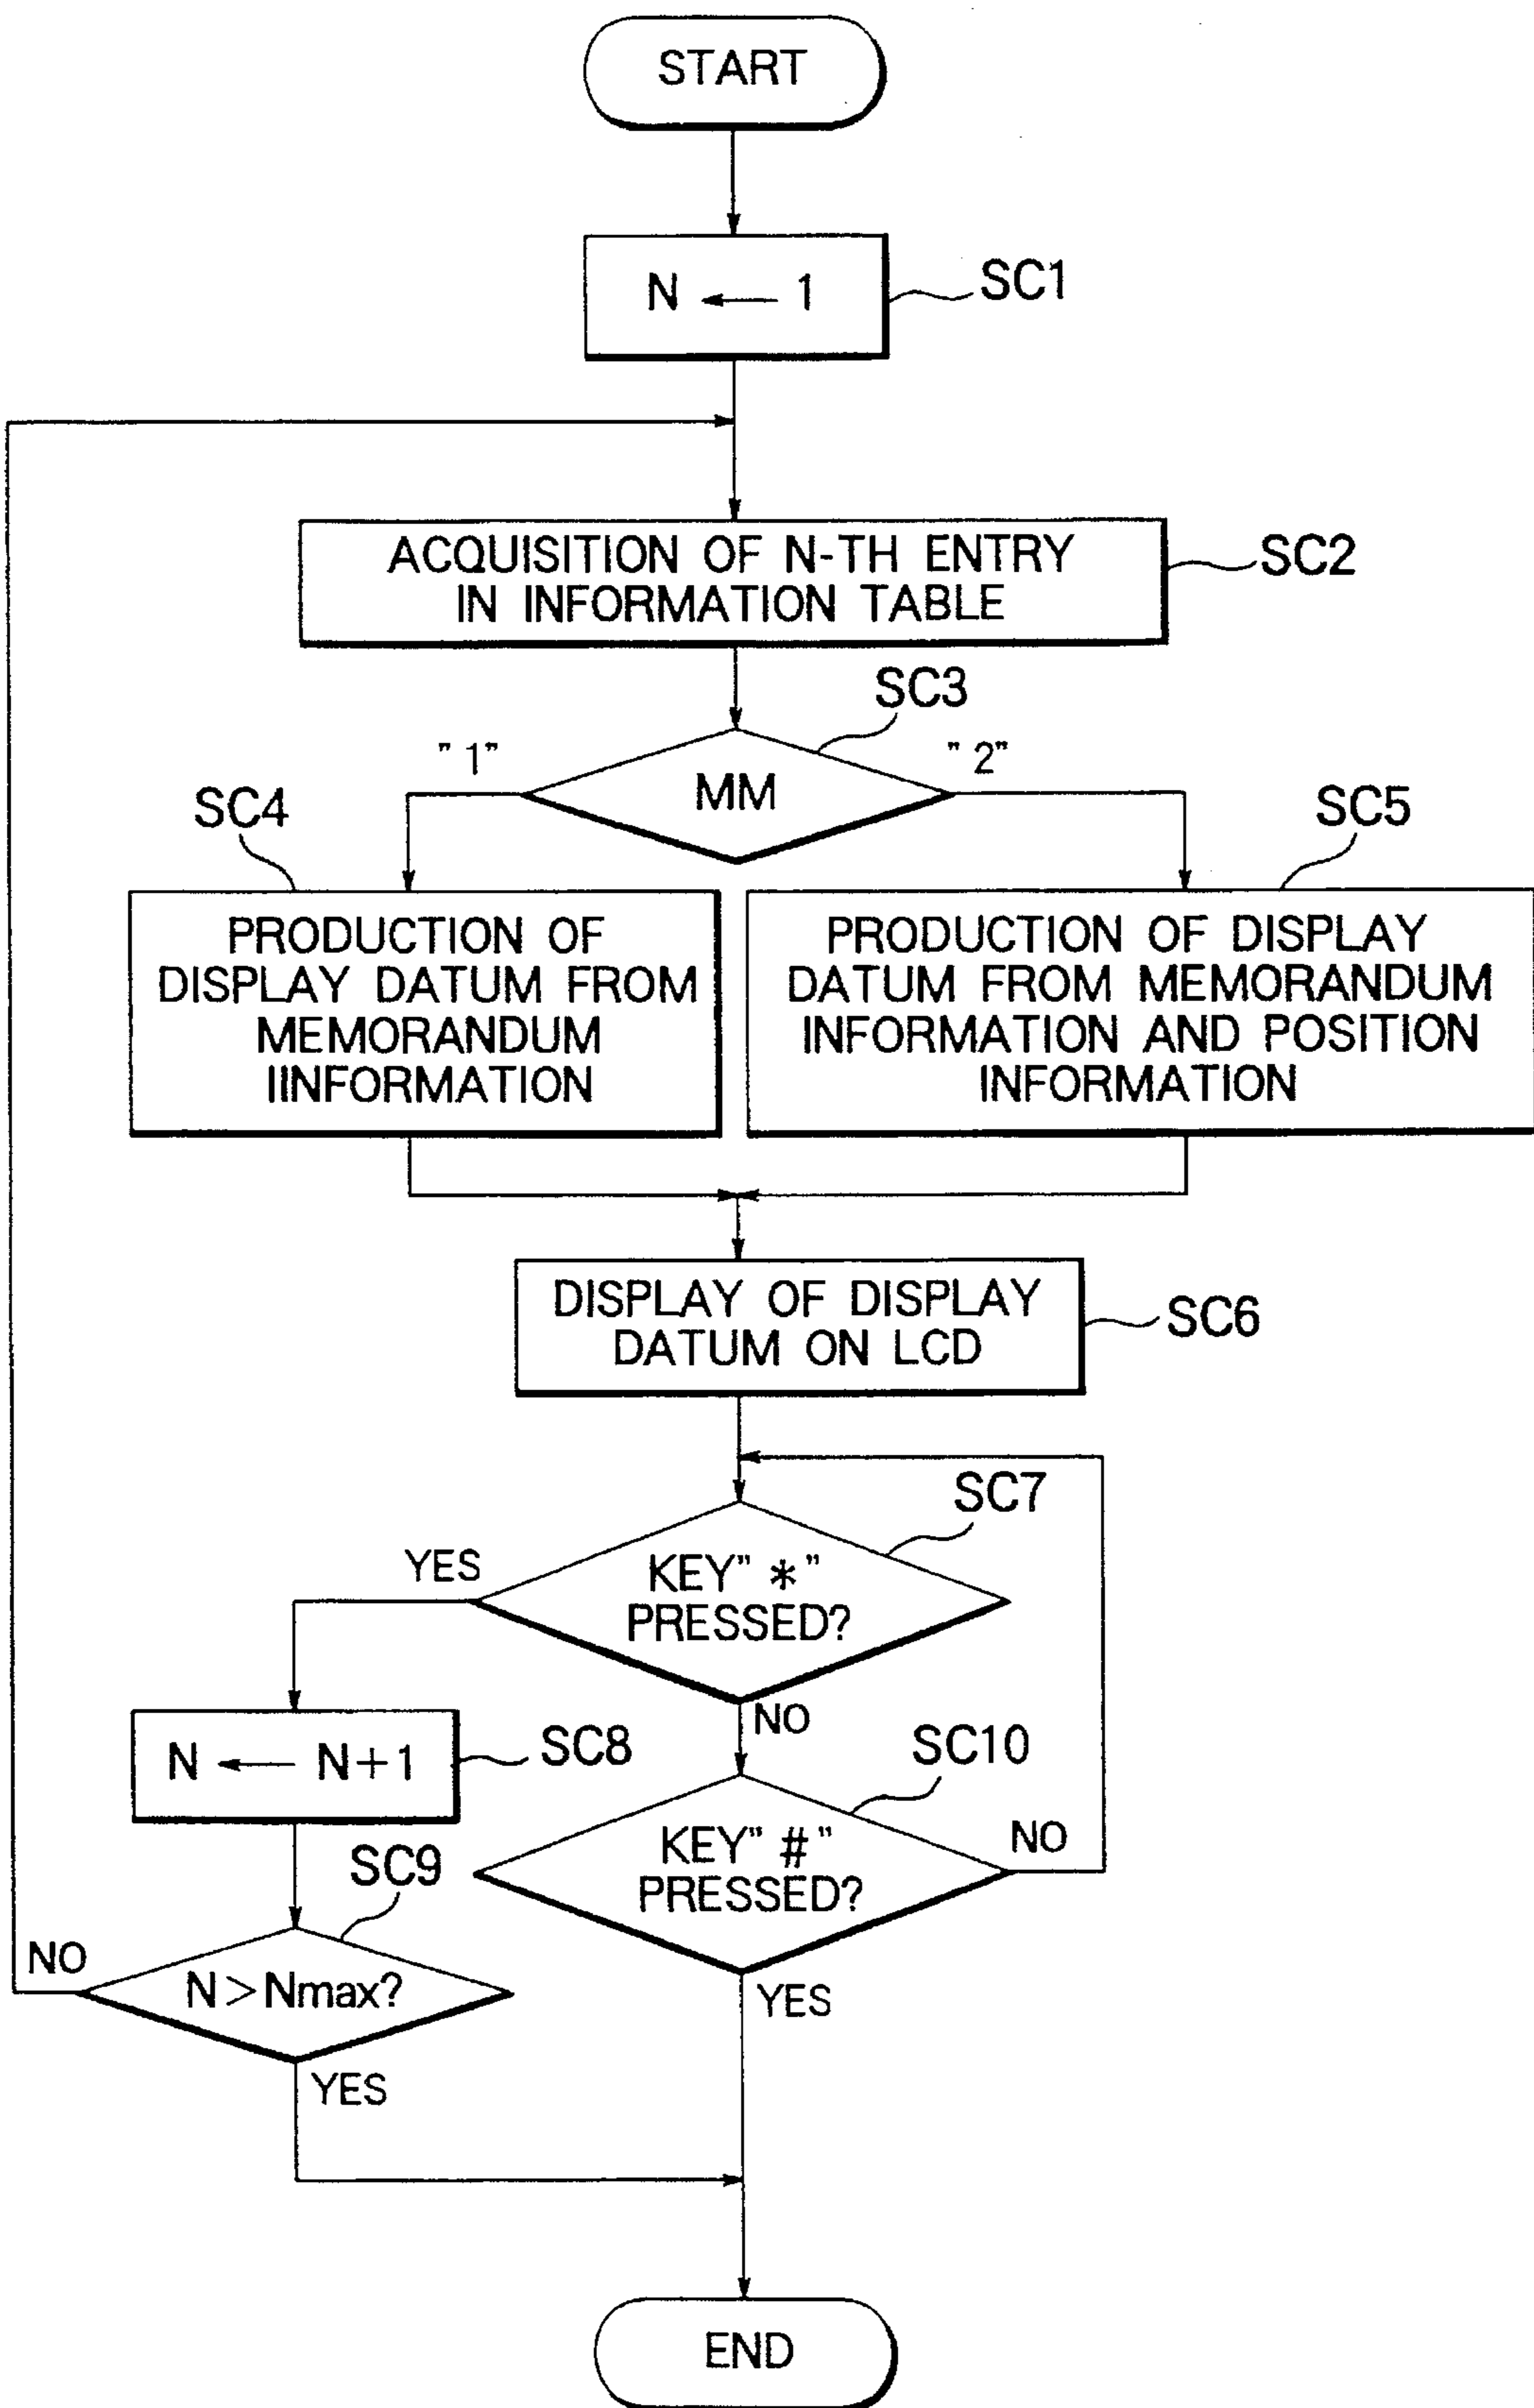 START
N ← 1
SC1
ACQUISITION OF N-TH ENTRY
IN INFORMATION TABLE
SC2
SC3
" 1"
MM
" 2"
SC4
SC5
PRODUCTION OF
DISPLAY DATUM FROM
MEMORANDUM
IINFORMATION
PRODUCTION OF DISPLAY
DATUM FROM MEMORANDUM
INFORMATION AND POSITION
INFORMATION
DISPLAY OF DISPLAY
DATUM ON LCD
SC6
SC7
YES
KEY" * "
PRESSED?
NO
N ← N+1
SC8
SC10
KEY" # "
PRESSED?
NO
SC9
NO
N>Nmax?
YES
YES
END